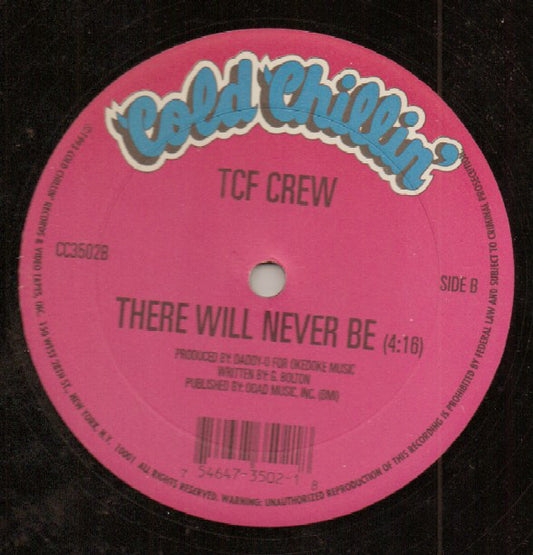 Cold Chillin'
TCF CREW
CC3502B
SIDE B
THERE WILL NEVER BE (4:16)
PRODUCED BY: DADDY-O FOR OKEDOKE MUSIC
WRITTEN BY: G. BOLTON
PUBLISHED BY: ODAD MUSIC, INC. (BMI)
7 54647-3502-1 8
©1993 COLD CHILLIN' RECORDS & VIDEO TAPES, INC. 150 WEST 28TH ST., NEW YORK, N.Y. 10001 ALL RIGHTS RESERVED. WARNING: UNAUTHORIZED REPRODUCTION OF THIS RECORDING IS PROHIBITED BY FEDERAL LAW AND SUBJECT TO CRIMINAL PROSECUTION